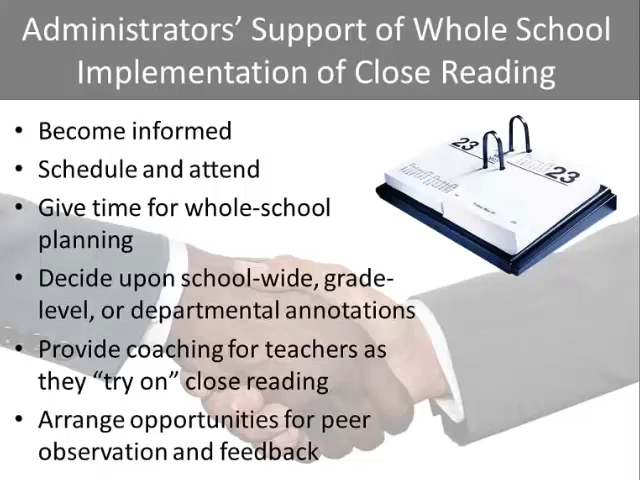 Administrators’ Support of Whole School
Implementation of Close Reading
• Become informed
• Schedule and attend
• Give time for whole-school
planning
• Decide upon school-wide, grade-
level, or departmental annotations
• Provide coaching for teachers as
they “try on” close reading
• Arrange opportunities for peer
observation and feedback
23
23